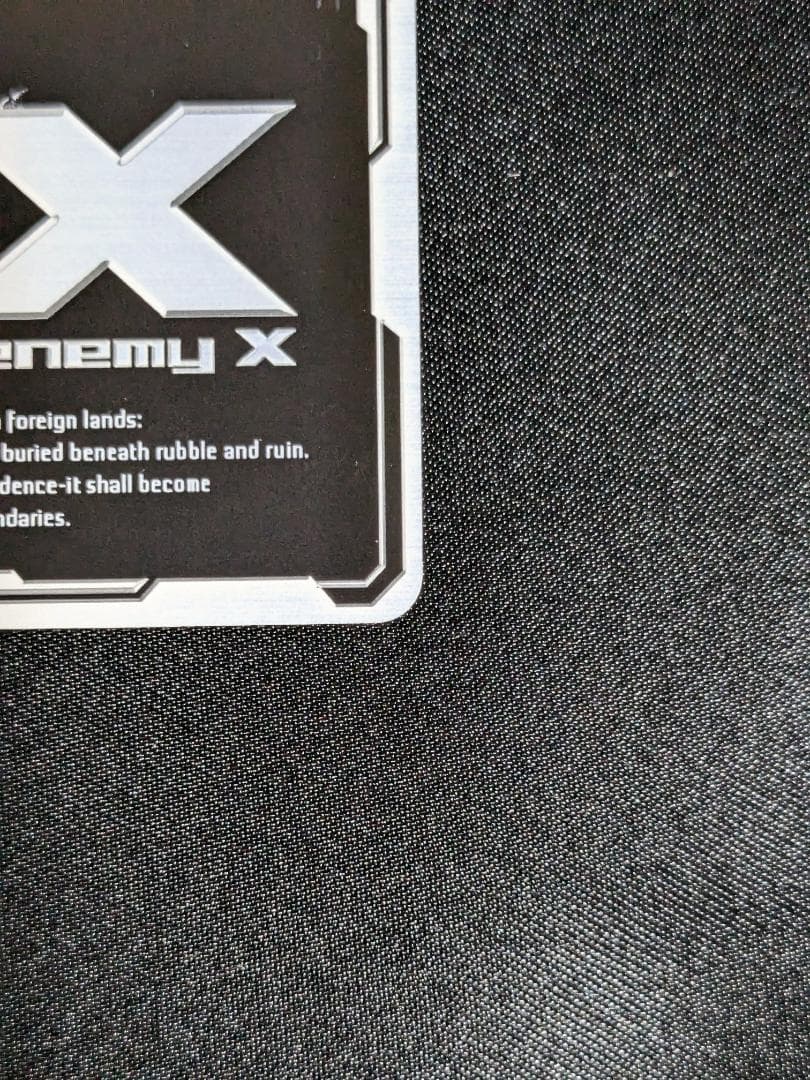 X
enemy X
foreign lands:
buried beneath rubble and ruin.
dence-it shall become
ndaries.